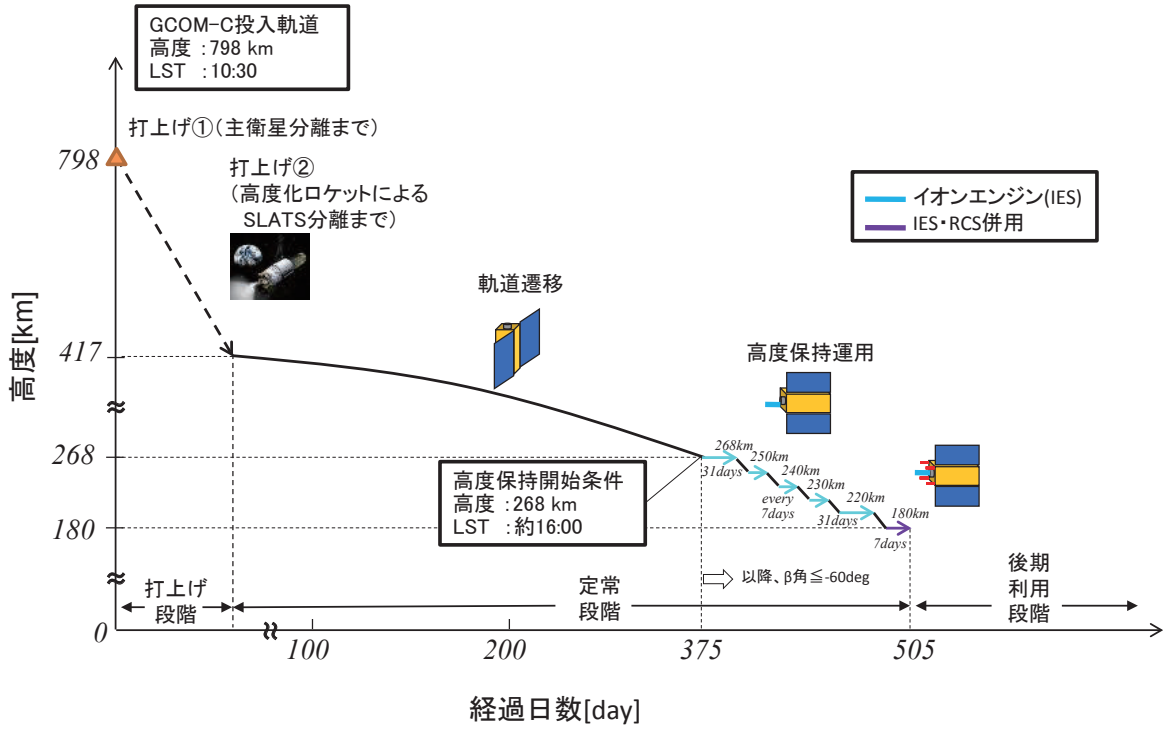 GCOM-C投入軌道
高度 :798 km
LST :10:30
打上げ①(主衛星分離まで)
798
打上げ②
(高度化ロケットによる
SLATS分離まで)
イオンエンジン(IES)
IES・RCS併用
軌道遷移
高度[km]
417
高度保持運用
268
268km
31days
250km
240km
every
7days
230km
220km
31days
180km
7days
高度保持開始条件
高度 :268 km
LST :約16:00
180
以降、β角≦-60deg
打上げ
段階
定常
段階
後期
利用
段階
0
100
200
375
505
経過日数[day]